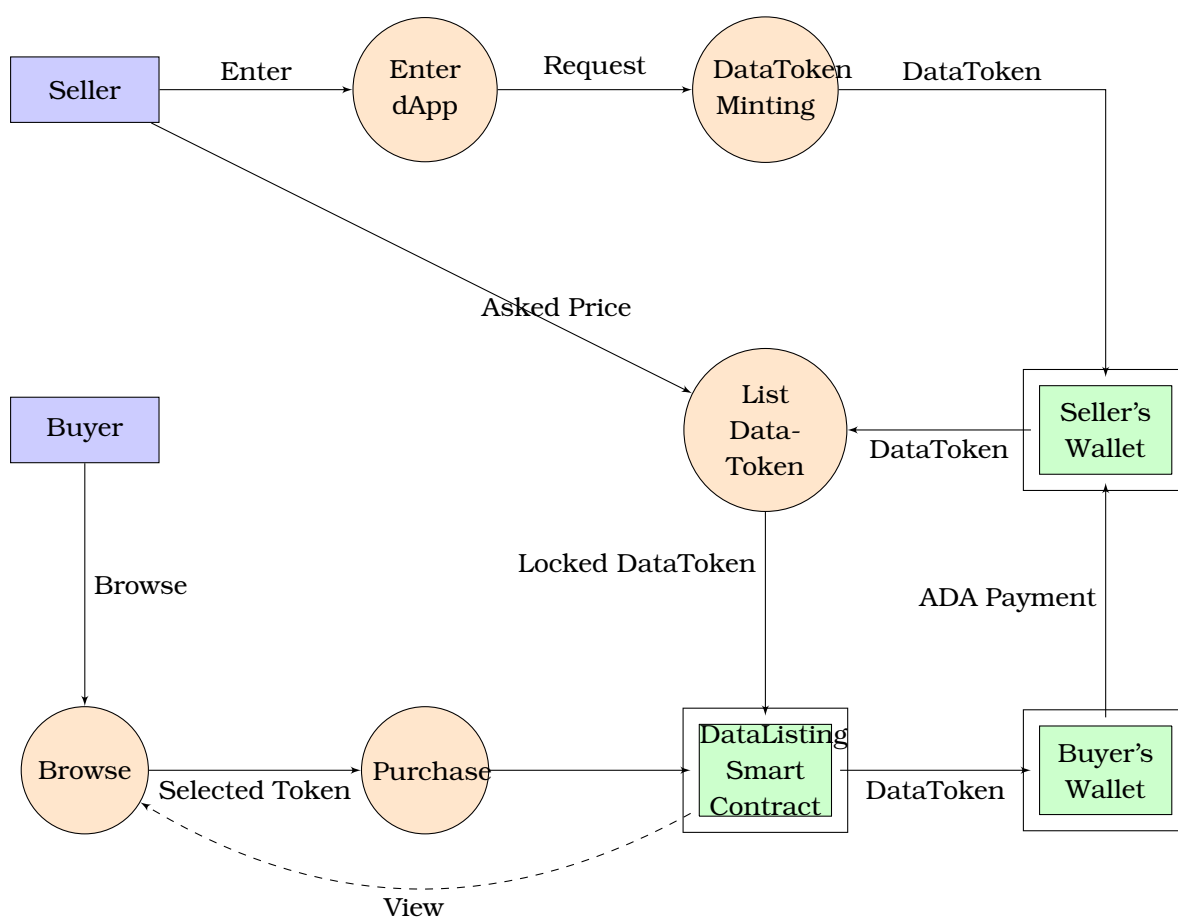 Seller
Enter
Enter
dApp
Request
DataToken
Minting
DataToken
Asked Price
Buyer
List
Data-
Token
DataToken
Seller’s
Wallet
Browse
Locked DataToken
ADA Payment
Browse
Selected Token
Purchase
DataListing
Smart
Contract
DataToken
Buyer’s
Wallet
View